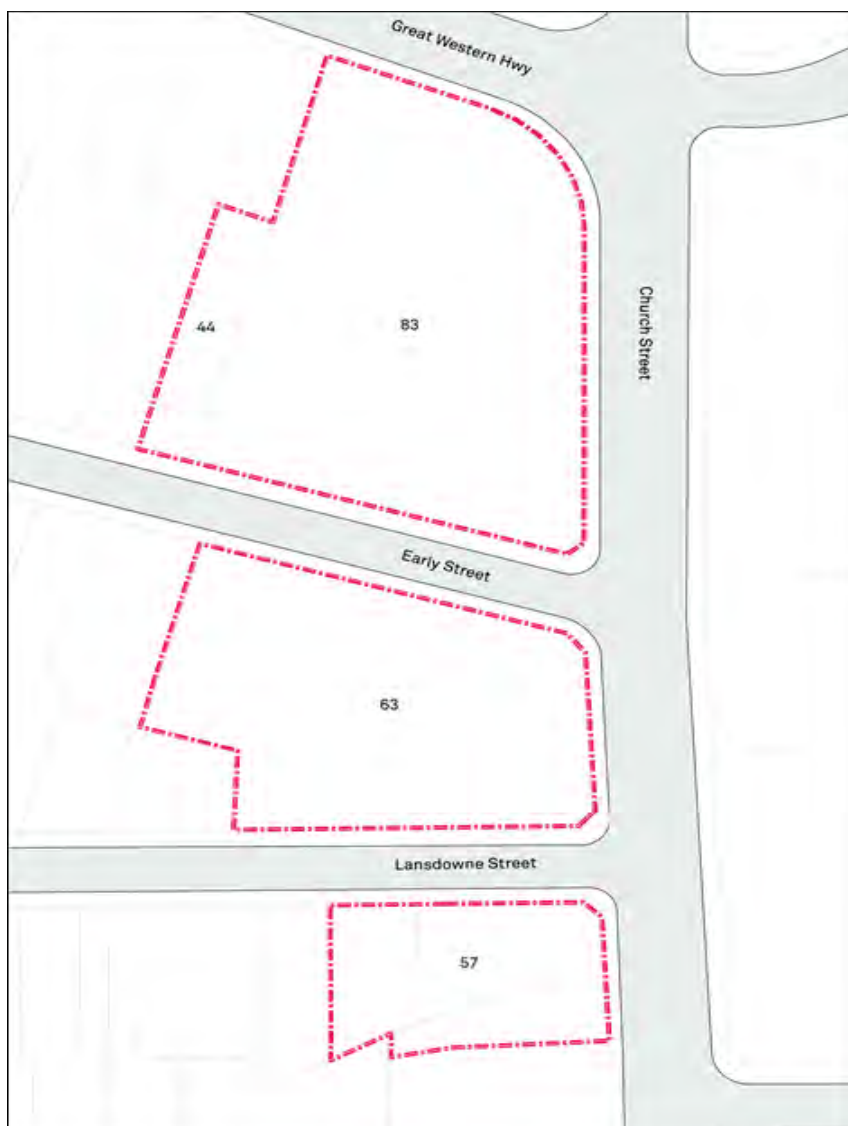 Great Western Hwy
Church Street
44
83
Early Street
63
Lansdowne Street
57